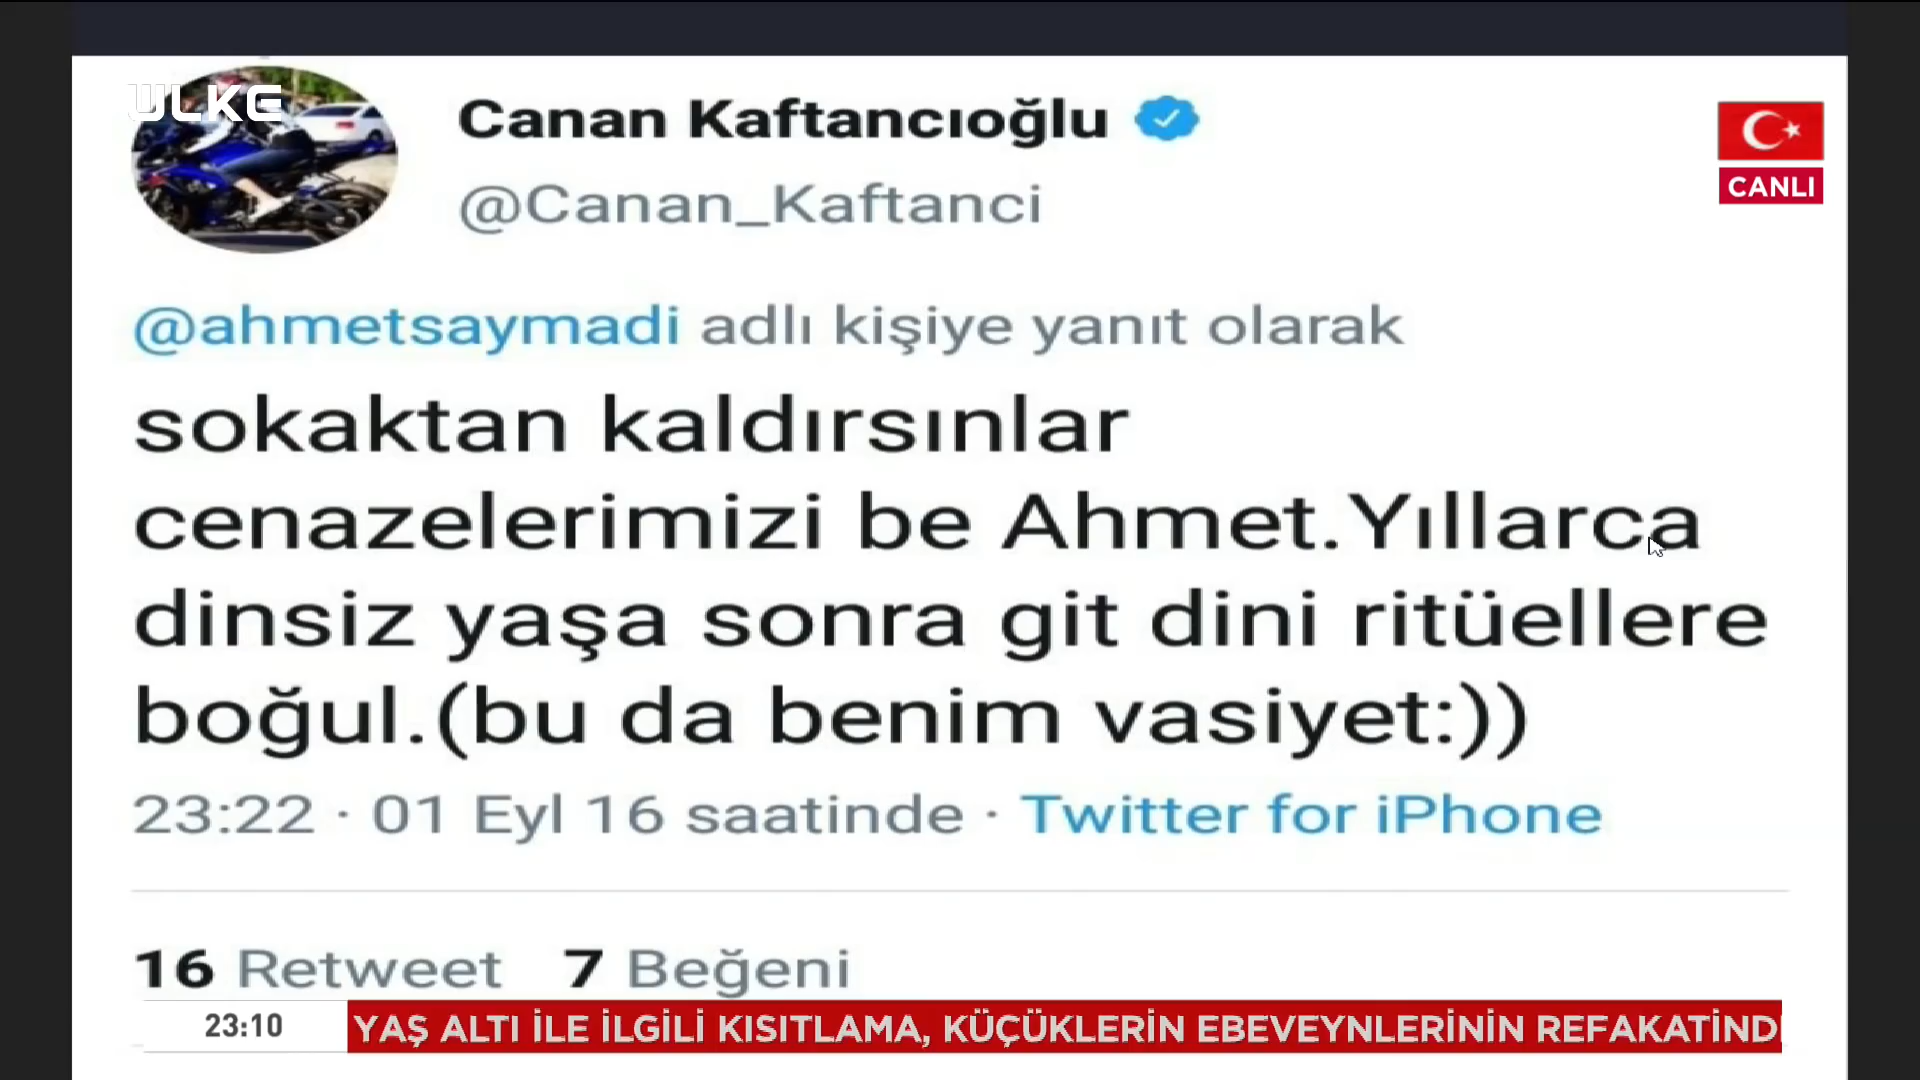 ÜLKE
Canan Kaftancıoğlu
@Canan_Kaftanci
CANLI
@ahmetsaymadi adlı kişiye yanıt olarak
sokaktan kaldırsınlar
cenazelerimizi be Ahmet.Yıllarca
dinsiz yaşa sonra git dini ritüellere
boğul.(bu da benim vasiyet:))
23:22 · 01 Eyl 16 saatinde · Twitter for iPhone
16 Retweet 7 Beğeni
23:10 YAŞ ALTI İLE İLGİLİ KISITLAMA, KÜÇÜKLERİN EBEVEYNLERİNİN REFAKATİND